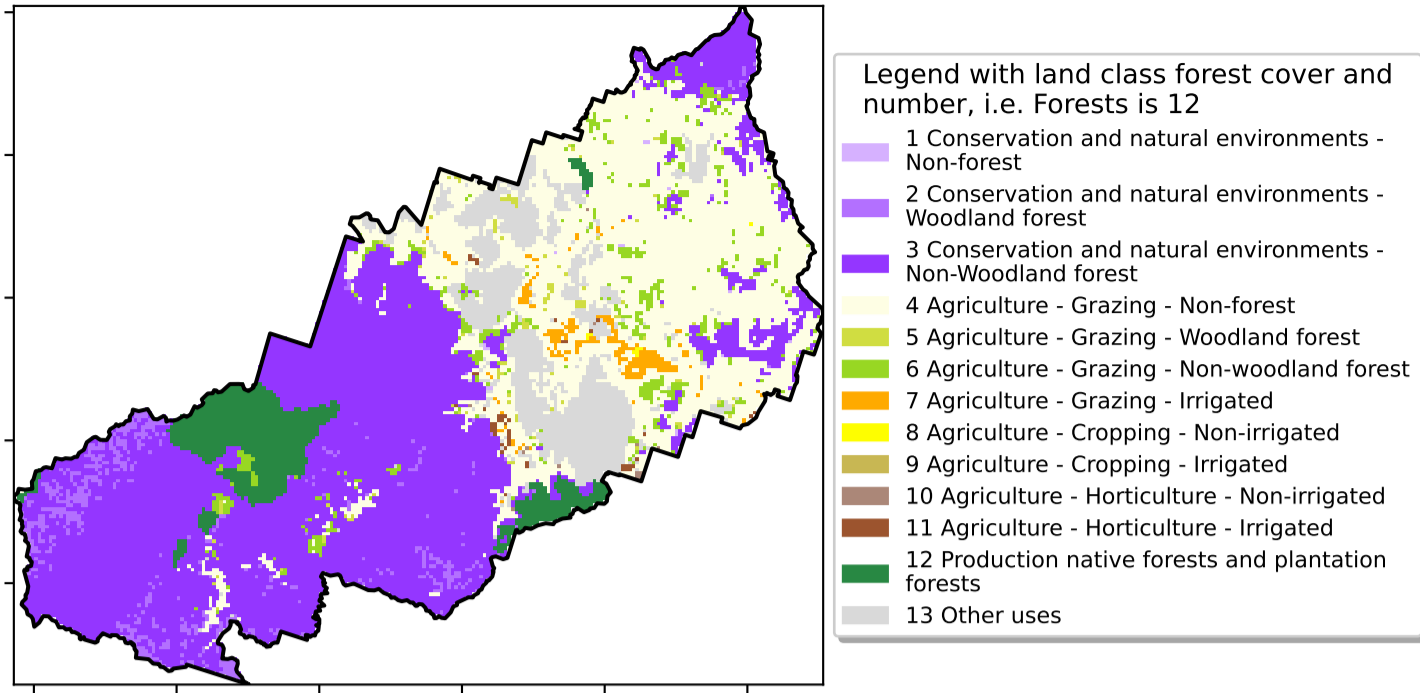 Legend with land class forest cover and
number, i.e. Forests is 12
1 Conservation and natural environments -
Non-forest
2 Conservation and natural environments -
Woodland forest
3 Conservation and natural environments -
Non-Woodland forest
4 Agriculture - Grazing - Non-forest
5 Agriculture - Grazing - Woodland forest
6 Agriculture - Grazing - Non-woodland forest
7 Agriculture - Grazing - Irrigated
8 Agriculture - Cropping - Non-irrigated
9 Agriculture - Cropping - Irrigated
10 Agriculture - Horticulture - Non-irrigated
11 Agriculture - Horticulture - Irrigated
12 Production native forests and plantation
forests
13 Other uses